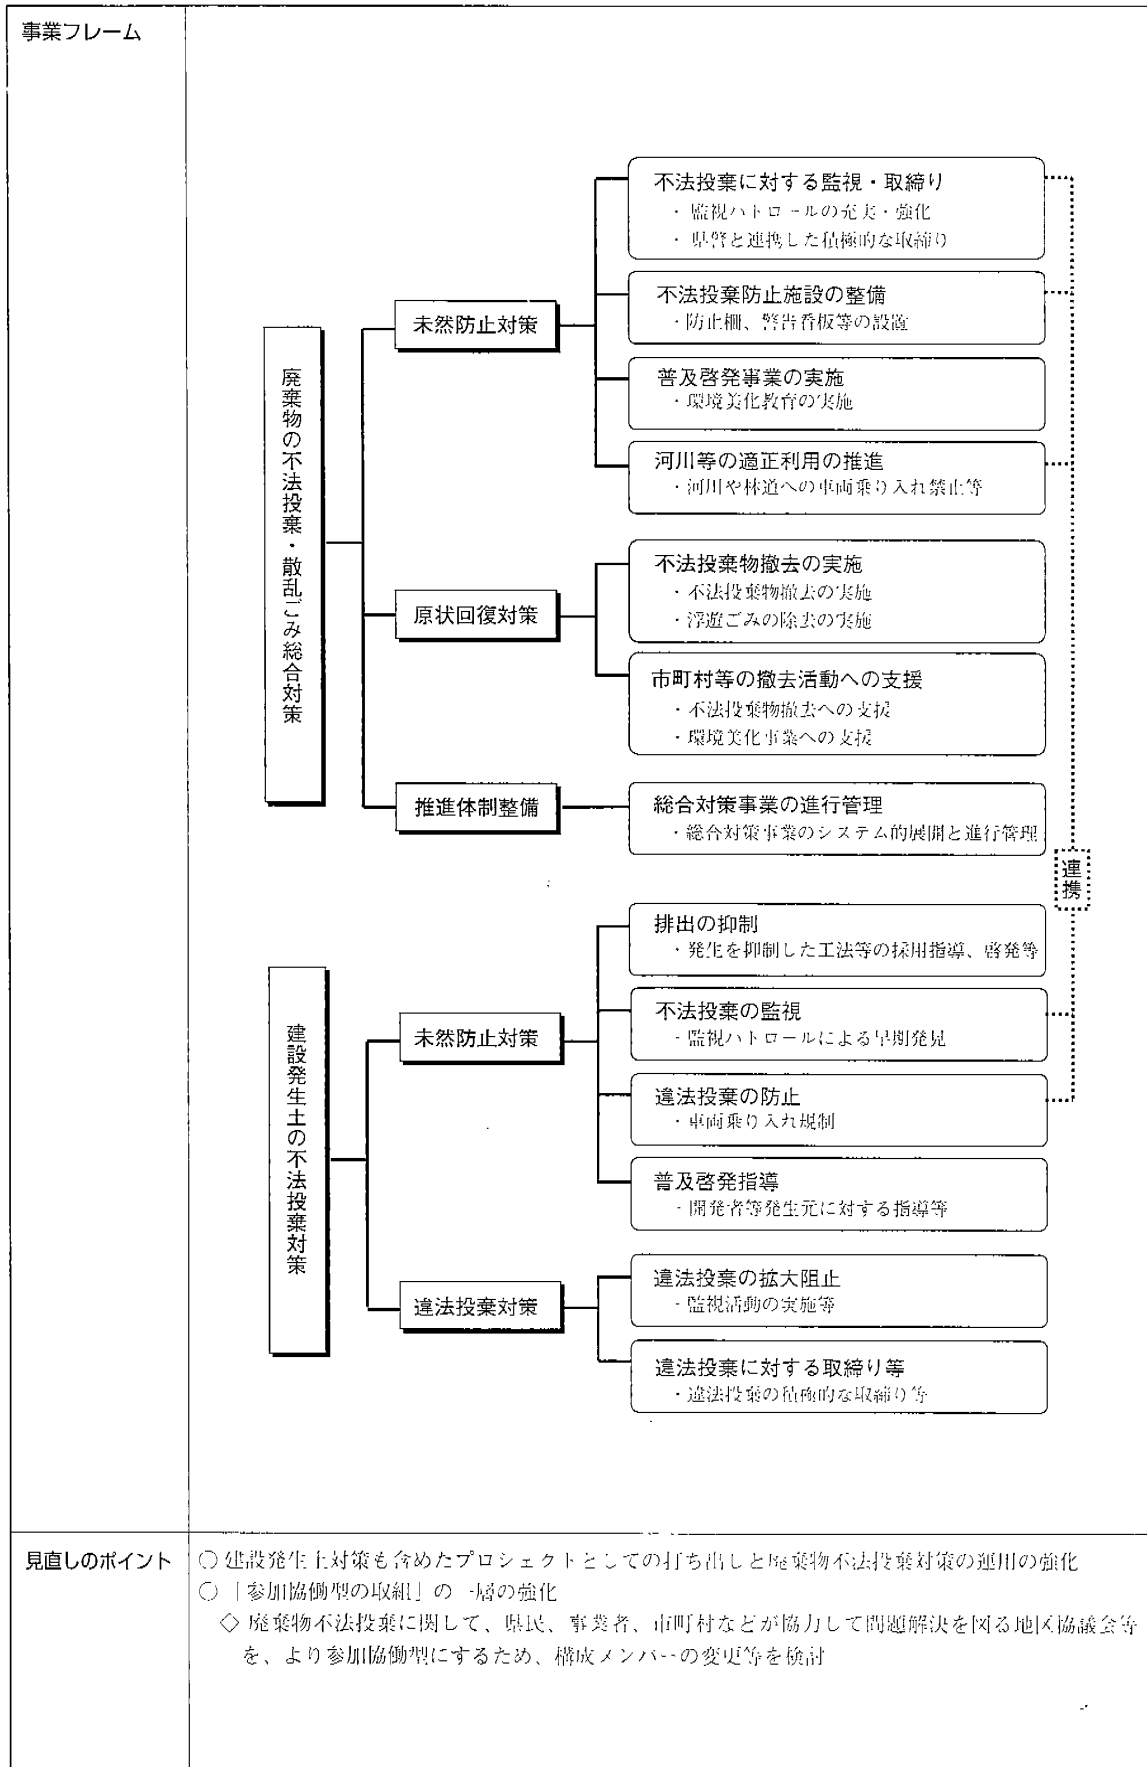 事業フレーム
廃棄物の不法投棄・散乱ごみ総合対策
未然防止対策
不法投棄に対する監視・取締り
・監視パトロールの充実・強化
・県警と連携した積極的な取締り
不法投棄防止施設の整備
・防止柵、警告看板等の設置
普及啓発事業の実施
・環境美化教育の実施
河川等の適正利用の推進
・河川や林道への車両乗り入れ禁止等
原状回復対策
不法投棄物撤去の実施
・不法投棄物撤去の実施
・浮遊ごみの除去の実施
市町村等の撤去活動への支援
・不法投棄物撤去への支援
・環境美化事業への支援
推進体制整備
総合対策事業の進行管理
・総合対策事業のシステム的展開と進行管理
連携
建設発生土の不法投棄対策
未然防止対策
排出の抑制
・発生を抑制した工法等の採用指導、啓発等
不法投棄の監視
・監視パトロールによる早期発見
違法投棄の防止
・車両乗り入れ規制
普及啓発指導
・開発者等発生元に対する指導等
違法投棄対策
違法投棄の拡大阻止
・監視活動の実施等
違法投棄に対する取締り等
・違法投棄の積極的な取締り等
見直しのポイント
○建設発生土対策も含めたプロジェクトとしての打ち出しと廃棄物不法投棄対策の運用の強化
○「参加協働型の取組」の一層の強化
◇廃棄物不法投棄に関して、県民、事業者、市町村などが協力して問題解決を図る地区協議会等
を、より参加協働型にするため、構成メンバーの変更等を検討